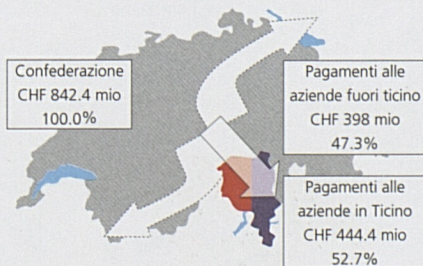 Confederazione
CHF 842.4 mio
100.0%
Pagamenti alle
aziende fuori ticino
CHF 398 mio
47.3%
Pagamenti alle
aziende in Ticino
CHF 444.4 mio
52.7%